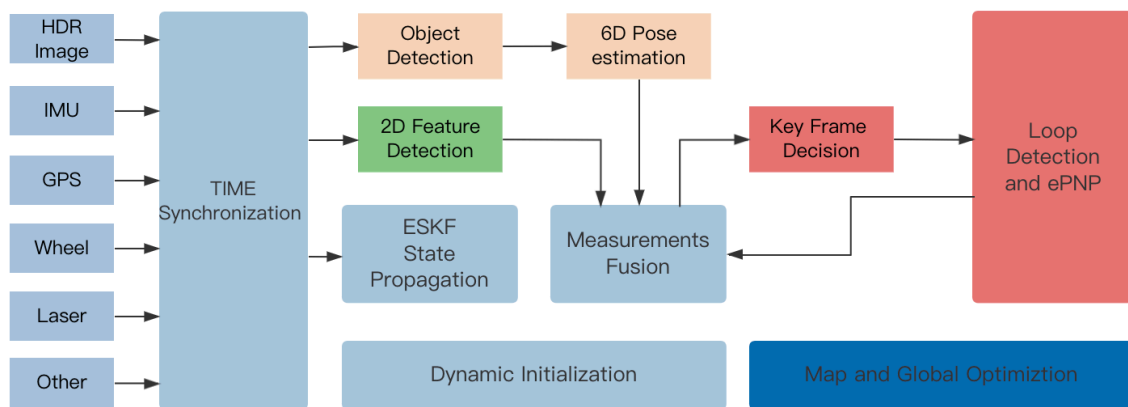 HDR
Image
IMU
GPS
Wheel
Laser
Other
TIME
Synchronization
Object
Detection
6D Pose
estimation
2D Feature
Detection
Key Frame
Decision
Loop
Detection
and ePNP
ESKF
State
Propagation
Measurements
Fusion
Dynamic Initialization
Map and Global Optimiztion